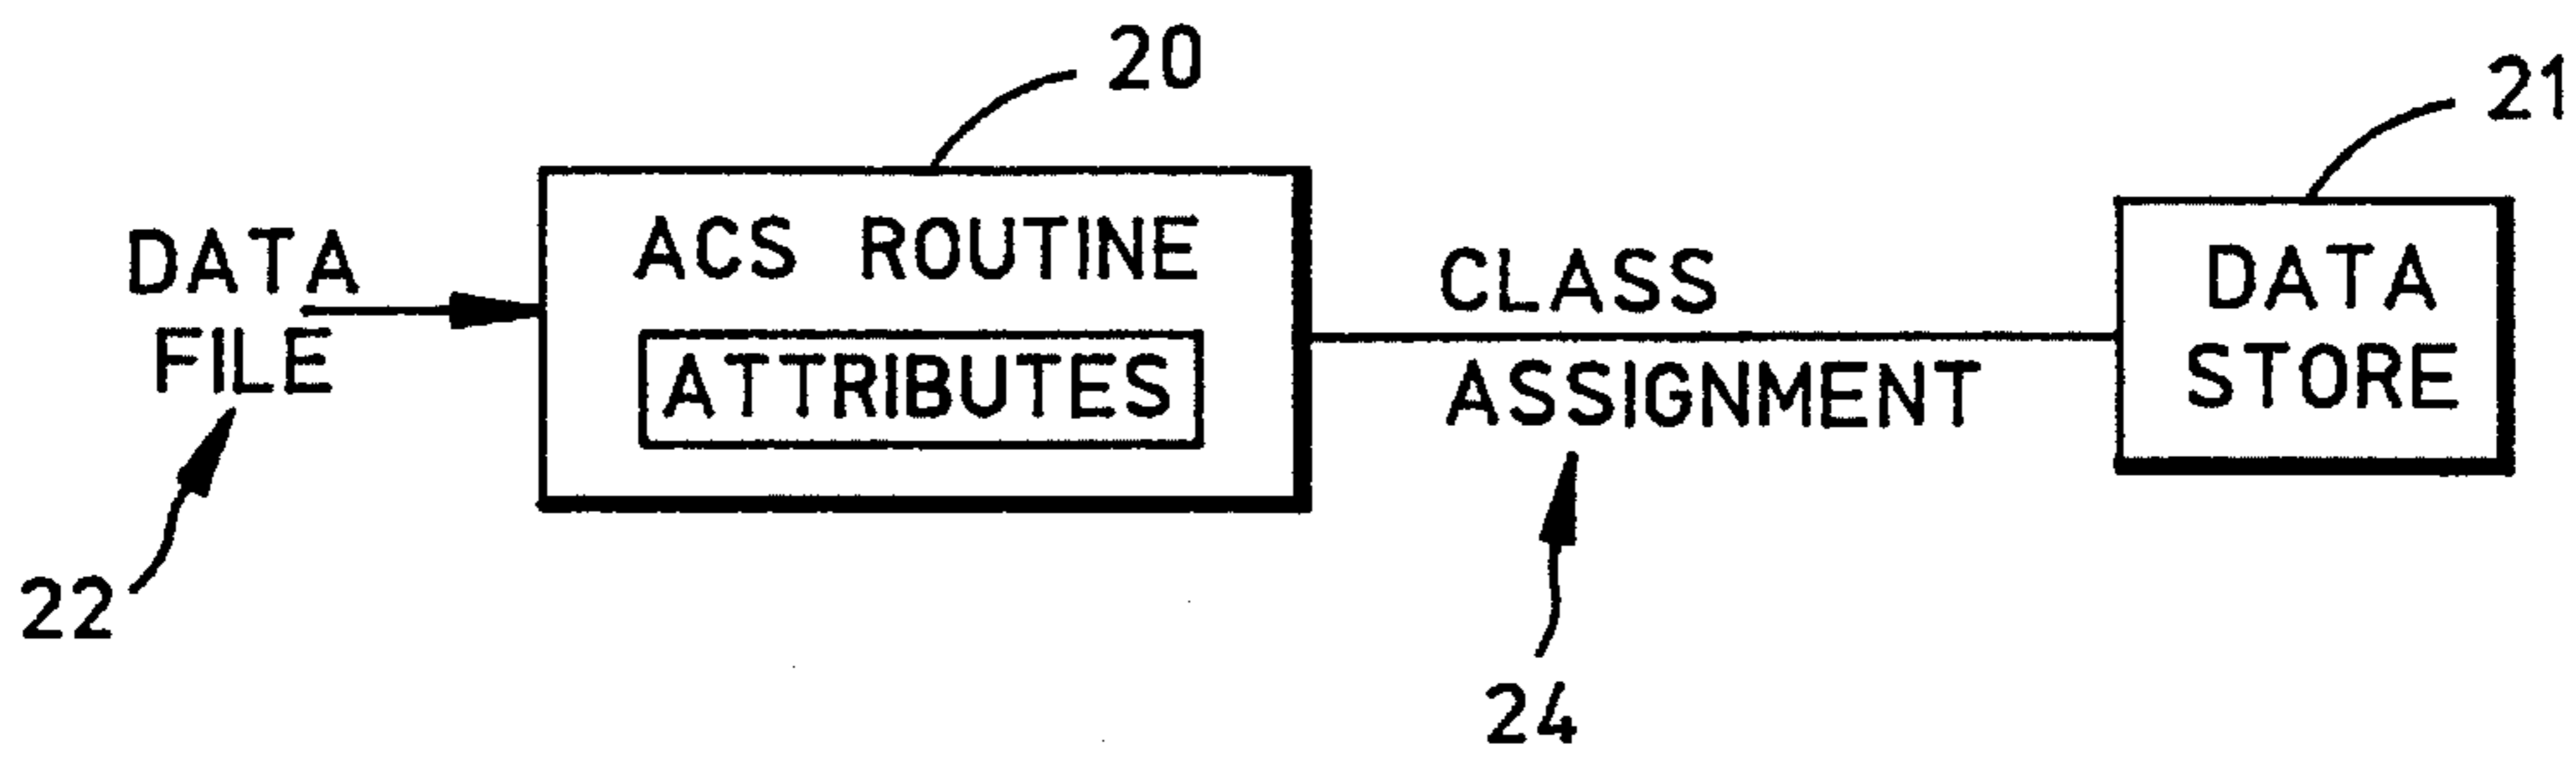 20
21
DATA
FILE
ACS ROUTINE
ATTRIBUTES
CLASS
ASSIGNMENT
DATA
STORE
22
24